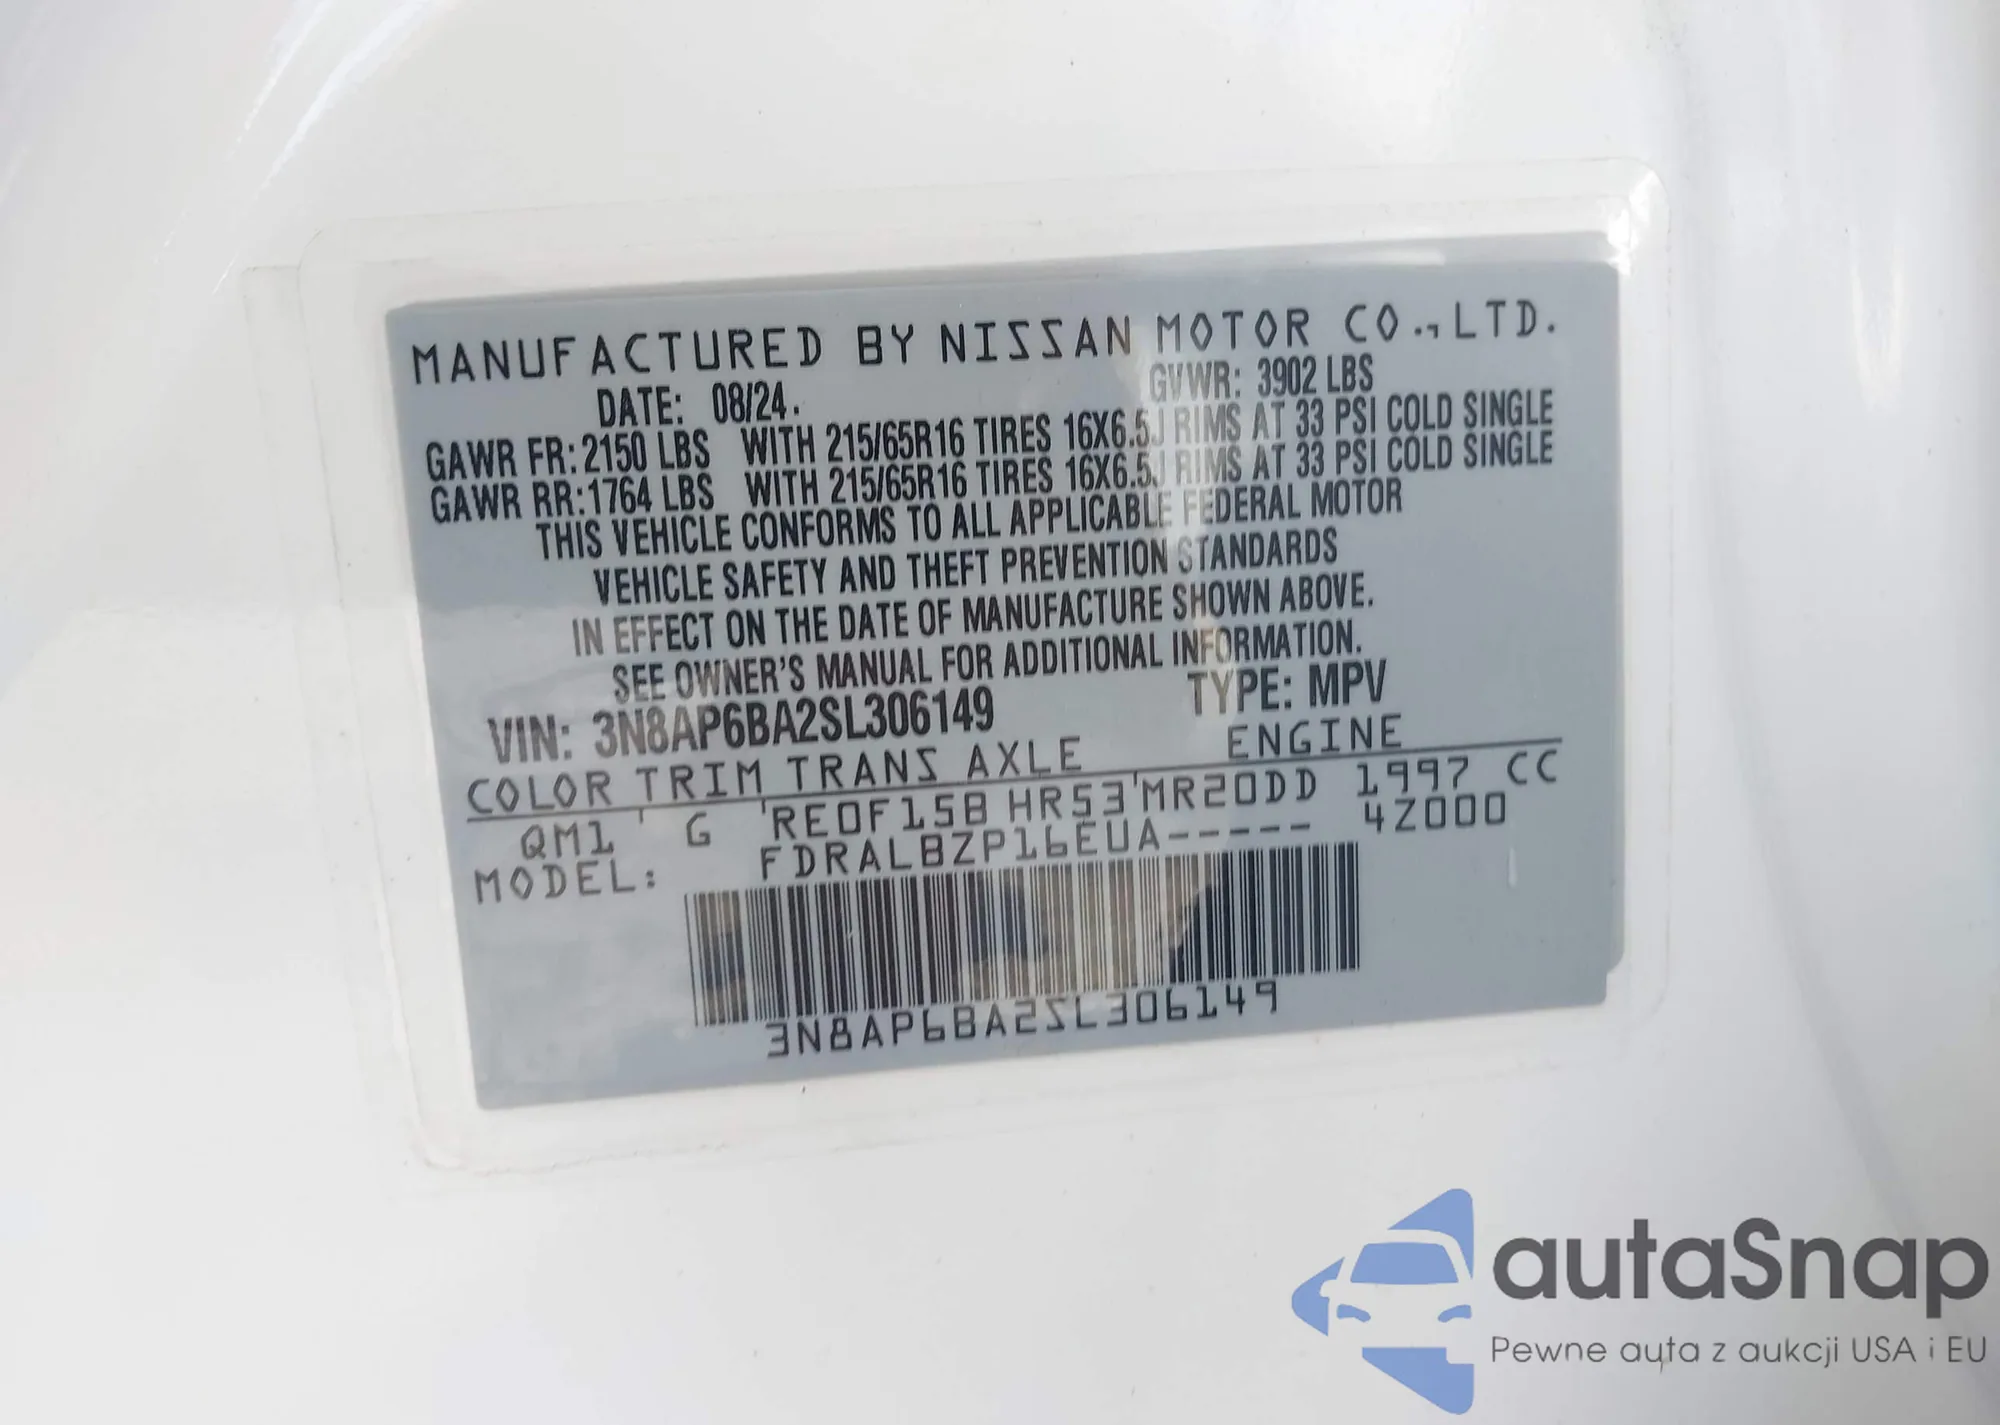 MANUFACTURED BY NISSAN MOTOR CO.,LTD.
DATE: 08/24. GVWR: 3902 LBS
GAWR FR: 2150 LBS WITH 215/65R16 TIRES 16X6.5J RIMS AT 33 PSI COLD SINGLE
GAWR RR: 1764 LBS WITH 215/65R16 TIRES 16X6.5J RIMS AT 33 PSI COLD SINGLE
THIS VEHICLE CONFORMS TO ALL APPLICABLE FEDERAL MOTOR
VEHICLE SAFETY AND THEFT PREVENTION STANDARDS
IN EFFECT ON THE DATE OF MANUFACTURE SHOWN ABOVE.
SEE OWNER'S MANUAL FOR ADDITIONAL INFORMATION.
VIN: 3N8AP6BA2SL306149 TYPE: MPV
COLOR TRIM TRANS AXLE ENGINE
QM1 ' G 'RE0F15B HR53'MR20DD 1997 CC
MODEL: FDRALBZP16EUA----- 4Z000
3N8AP6BA2SL306149
autaSnap
Pewne auta z aukcji USA i EU